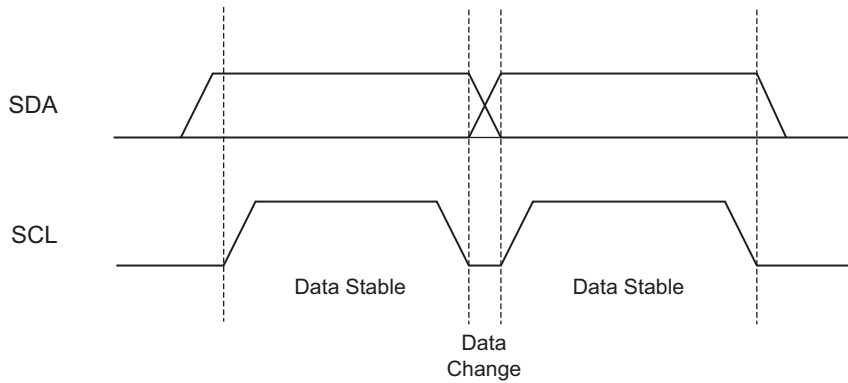 SDA
SCL
Data Stable
Data Stable
Data
Change